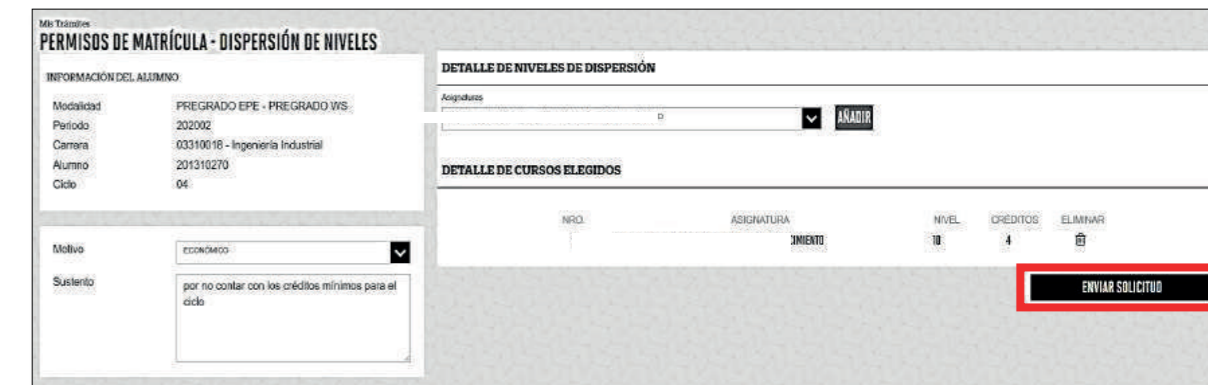 Mis Trámites
PERMISOS DE MATRÍCULA - DISPERSIÓN DE NIVELES
INFORMACIÓN DEL ALUMNO
Modalidad PREGRADO EPE - PREGRADO WS
Periodo 202002
Carrera 03310018 - Ingeniería Industrial
Alumno 201310270
Ciclo 04
Motivo ECONÓMICO
Sustento por no contar con los créditos mínimos para el
ciclo
DETALLE DE NIVELES DE DISPERSIÓN
Asignaturas
AÑADIR
DETALLE DE CURSOS ELEGIDOS
NRO. ASIGNATURA NIVEL CRÉDITOS ELIMINAR
CIMIENTO 10 4
ENVIAR SOLICITUD